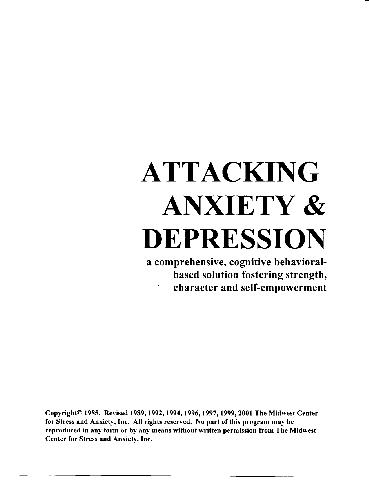 ATTACKING
ANXIETY &
DEPRESSION
a comprehensive, cognitive behavioral-
based solution fostering strength,
character and self-empowerment
Copyright© 1985. Revised 1989, 1992, 1994, 1996, 1997, 1999, 2001 The Midwest Center
for Stress and Anxiety, Inc. All rights reserved. No part of this program may be
reproduced in any form or by any means without written permission from The Midwest
Center for Stress and Anxiety, Inc.